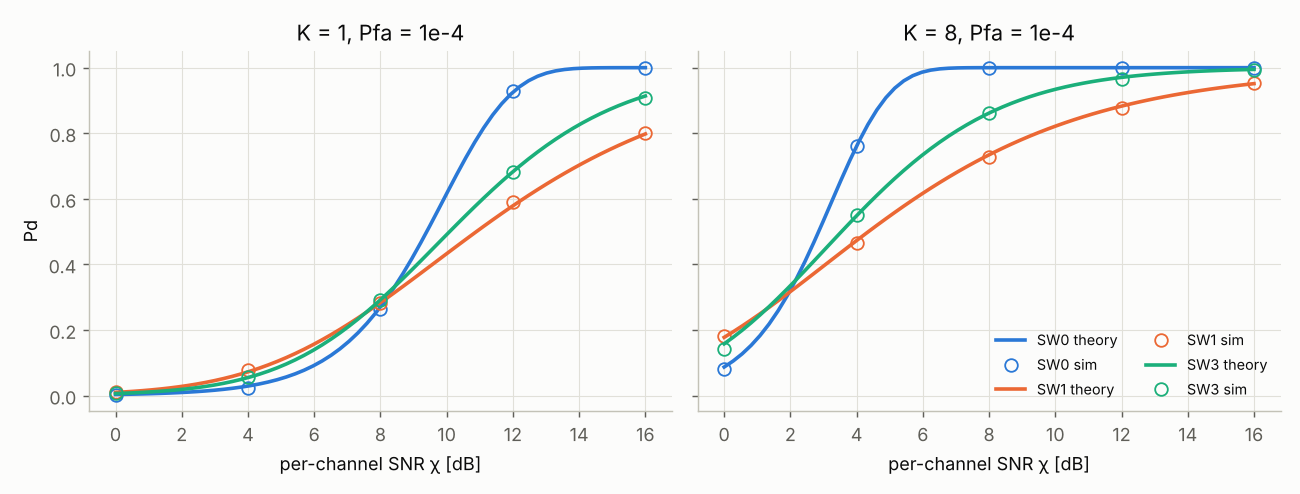 K = 1, Pfa = 1e-4
Pd
1.0
0.8
0.6
0.4
0.2
0.0
0 2 4 6 8 10 12 14 16
per-channel SNR χ [dB]
K = 8, Pfa = 1e-4
SW0 theory
SW0 sim
SW1 theory
SW1 sim
SW3 theory
SW3 sim
0 2 4 6 8 10 12 14 16
per-channel SNR χ [dB]